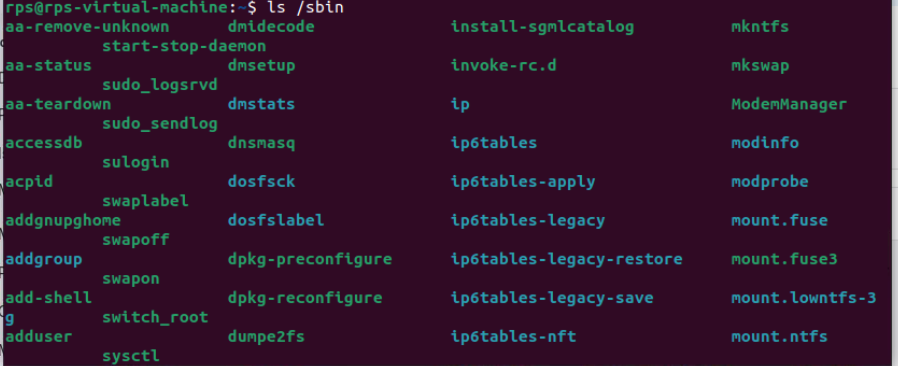 rps@rps-virtual-machine:~$ ls /sbin
aa-remove-unknown dmidecode install-sgmlcatalog mkntfs
start-stop-daemon
aa-status dmsetup invoke-rc.d mkswap
sudo_logsrvd
aa-teardown dmstats ip ModemManager
sudo_sendlog
accessdb dnsmasq ip6tables modinfo
sulogin
acpid dosfsck ip6tables-apply modprobe
swaplabel
addgnupghome dosfslabel ip6tables-legacy mount.fuse
swapoff
addgroup dpkg-preconfigure ip6tables-legacy-restore mount.fuse3
swapon
add-shell dpkg-reconfigure ip6tables-legacy-save mount.lowntfs-3
g switch_root
adduser dumpe2fs ip6tables-nft mount.ntfs
sysctl